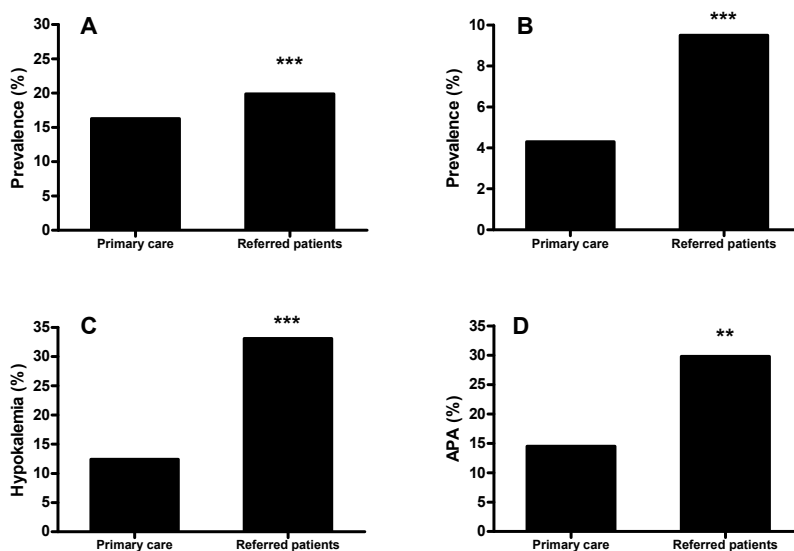 A
Prevalence (%)
30
25
20
15
10
5
0
***
Primary care
Referred patients
B
Prevalence (%)
10
8
6
4
2
0
***
Primary care
Referred patients
C
Hypokalemia (%)
35
30
25
20
15
10
5
0
***
Primary care
Referred patients
D
APA (%)
35
30
25
20
15
10
5
0
**
Primary care
Referred patients